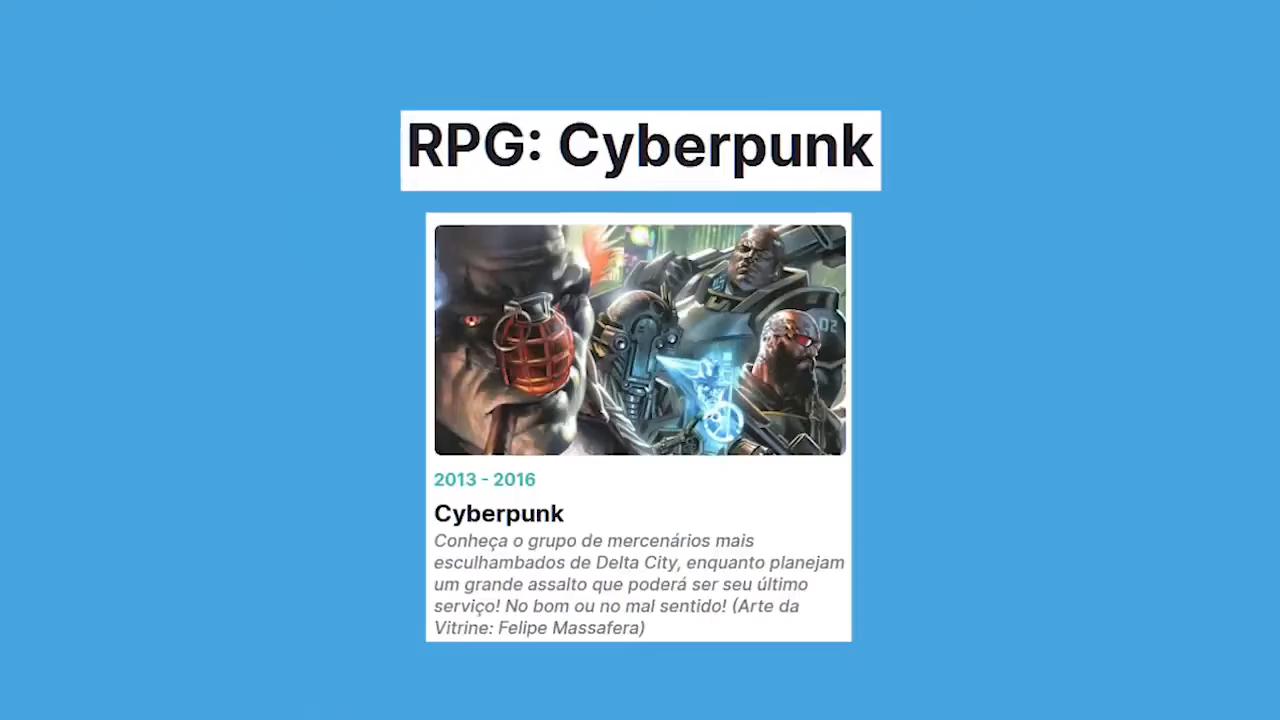 RPG: Cyberpunk
02
2013 - 2016
Cyberpunk
Conheça o grupo de mercenários mais
esculhambados de Delta City, enquanto planejam
um grande assalto que poderá ser seu último
serviço! No bom ou no mal sentido! (Arte da
Vitrine: Felipe Massafera)